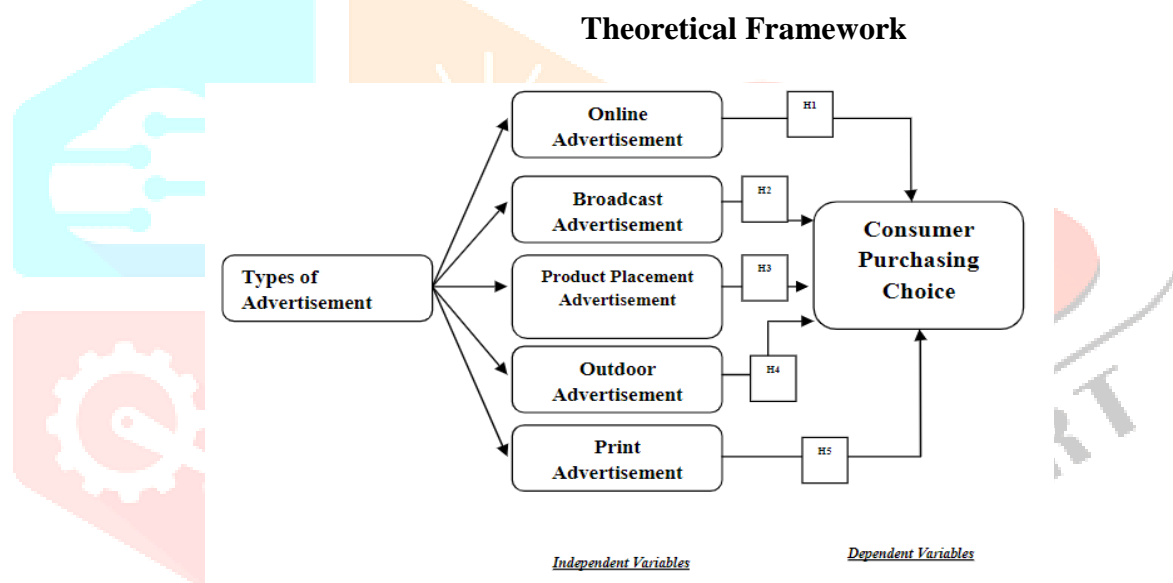 Theoretical Framework
Online
Advertisement
H1
Broadcast
Advertisement
H2
Consumer
Purchasing
Choice
Types of
Advertisement
Product Placement
Advertisement
H3
Outdoor
Advertisement
H4
Print
Advertisement
H5
Independent Variables
Dependent Variables